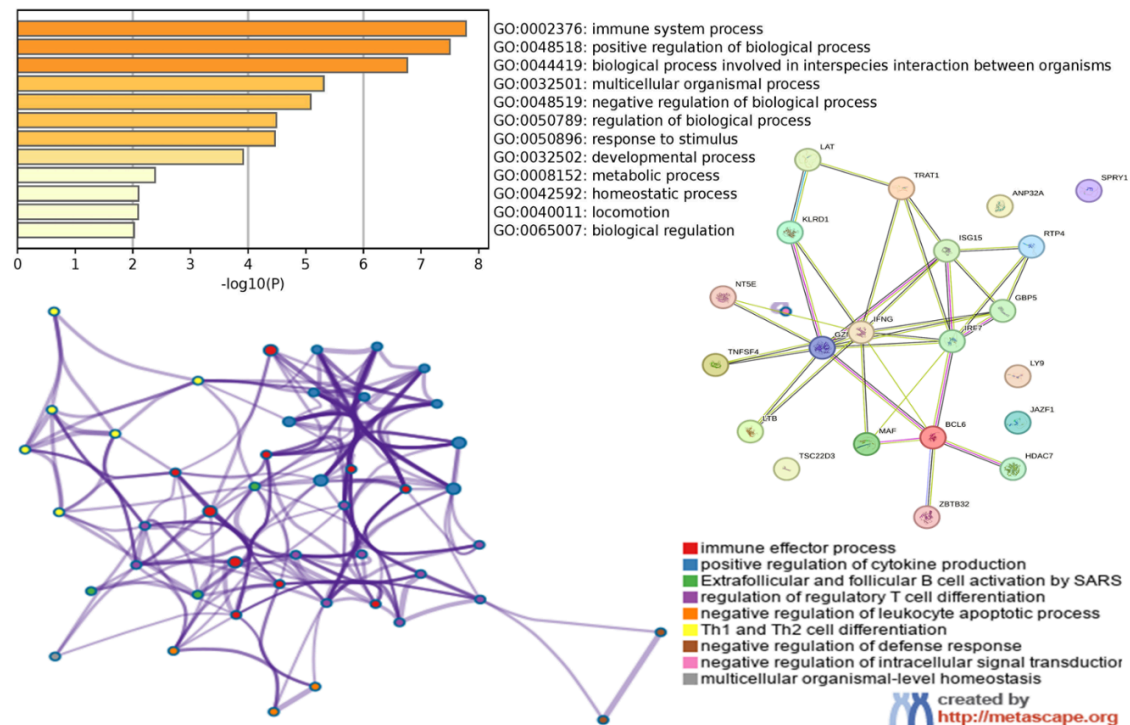 GO:0002376: immune system process
GO:0048518: positive regulation of biological process
GO:0044419: biological process involved in interspecies interaction between organisms
GO:0032501: multicellular organismal process
GO:0048519: negative regulation of biological process
GO:0050789: regulation of biological process
GO:0050896: response to stimulus
GO:0032502: developmental process
GO:0008152: metabolic process
GO:0042592: homeostatic process
GO:0040011: locomotion
GO:0065007: biological regulation
0 1 2 3 4 5 6 7 8
-log10(P)
LAT
TRAT1
SPRY1
ANP32A
KLRD1
ISG15
RTP4
NT5E
GBP5
IFNG
IRF7
TNFSF4
LY9
JAZF1
LTB
MAF
BCL6
TSC22D3
HDAC7
ZBTB32
immune effector process
positive regulation of cytokine production
Extrafollicular and follicular B cell activation by SARS
regulation of regulatory T cell differentiation
negative regulation of leukocyte apoptotic process
Th1 and Th2 cell differentiation
negative regulation of defense response
negative regulation of intracellular signal transduction
multicellular organismal-level homeostasis
created by
http://metascape.org